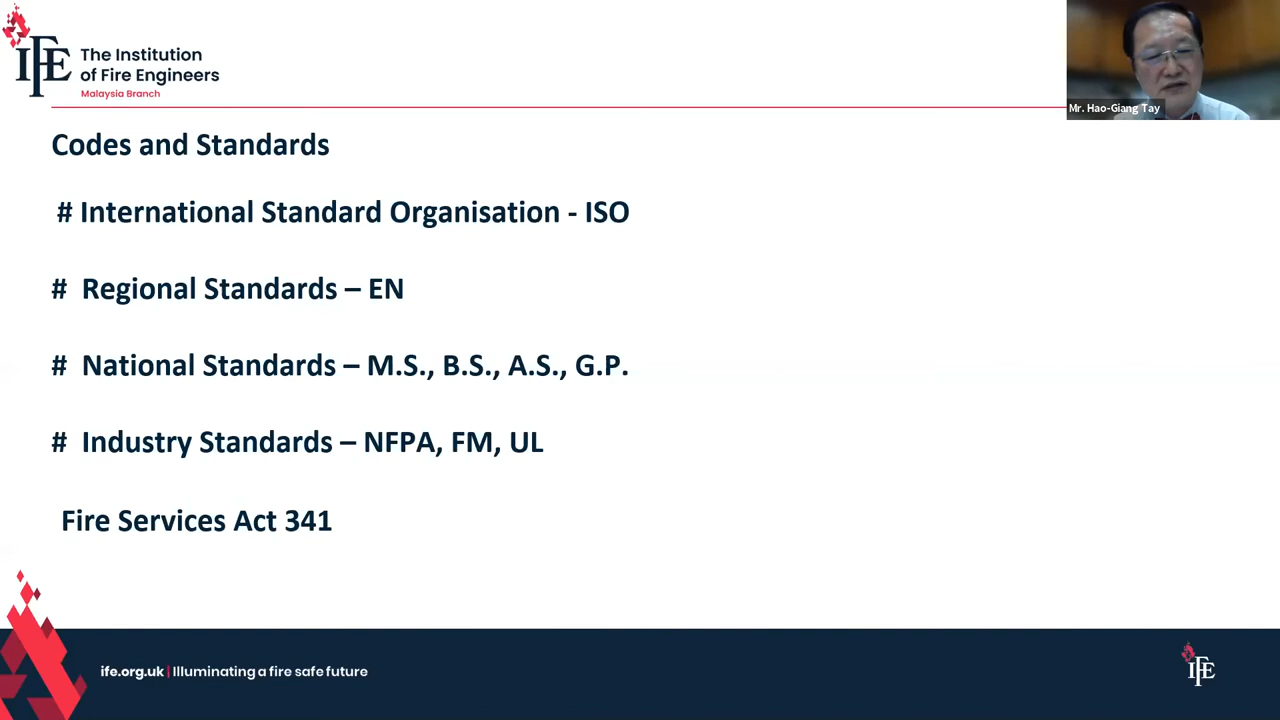 IFE
The Institution
of Fire Engineers
Malaysia Branch
Mr. Hao-Giang Tay
Codes and Standards
# International Standard Organisation - ISO
# Regional Standards – EN
# National Standards – M.S., B.S., A.S., G.P.
# Industry Standards – NFPA, FM, UL
Fire Services Act 341
ife.org.uk | Illuminating a fire safe future
IFE